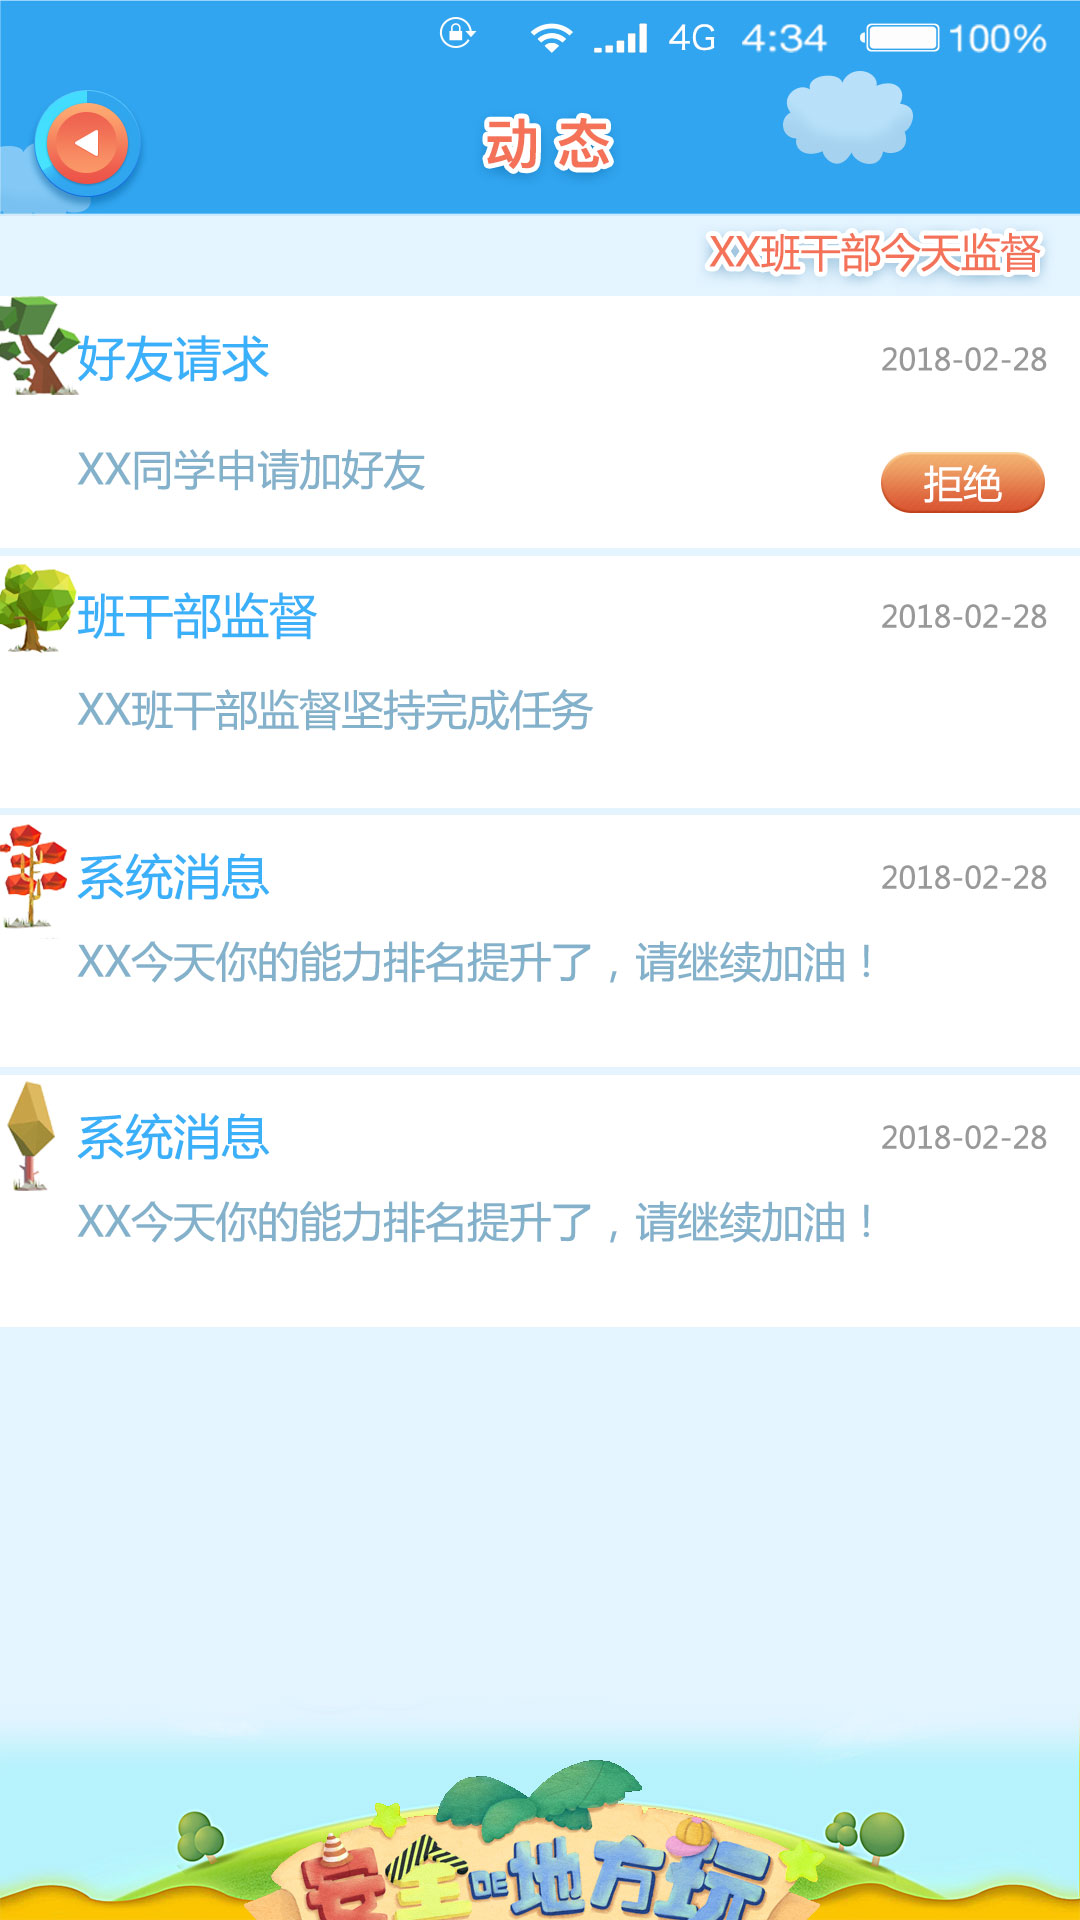 4G 4:34 100%
动态
XX班干部今天监督
好友请求 2018-02-28
XX同学申请加好友
拒绝
班干部监督 2018-02-28
XX班干部监督坚持完成任务
系统消息 2018-02-28
XX今天你的能力排名提升了，请继续加油！
系统消息 2018-02-28
XX今天你的能力排名提升了，请继续加油！
安全DE地方玩